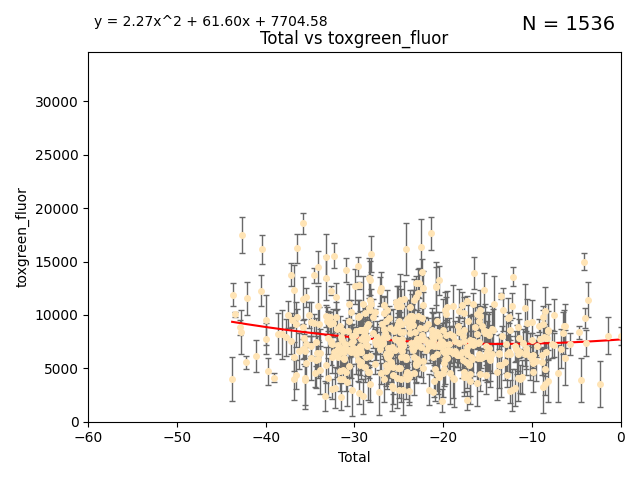 y = 2.27x^2 + 61.60x + 7704.58
N = 1536
Total vs toxgreen_fluor
30000
25000
20000
15000
10000
5000
0
toxgreen_fluor
−60
−50
−40
−30
−20
−10
0
Total